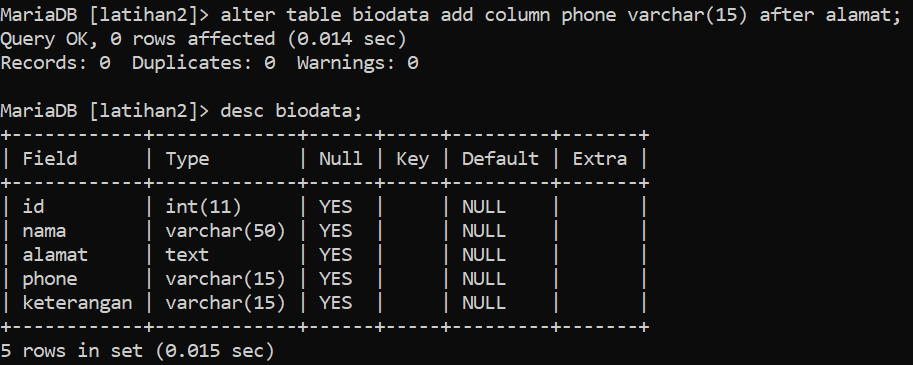 MariaDB [latihan2]> alter table biodata add column phone varchar(15) after alamat;
Query OK, 0 rows affected (0.014 sec)
Records: 0  Duplicates: 0  Warnings: 0

MariaDB [latihan2]> desc biodata;
+------------+-------------+------+-----+---------+-------+
| Field      | Type        | Null | Key | Default | Extra |
+------------+-------------+------+-----+---------+-------+
| id         | int(11)     | YES  |     | NULL    |       |
| nama       | varchar(50) | YES  |     | NULL    |       |
| alamat     | text        | YES  |     | NULL    |       |
| phone      | varchar(15) | YES  |     | NULL    |       |
| keterangan | varchar(15) | YES  |     | NULL    |       |
+------------+-------------+------+-----+---------+-------+
5 rows in set (0.015 sec)